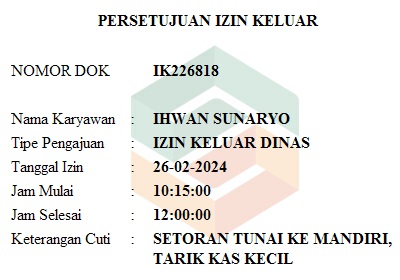 PERSETUJUAN IZIN KELUAR
NOMOR DOK IK226818
Nama Karyawan : IHWAN SUNARYO
Tipe Pengajuan : IZIN KELUAR DINAS
Tanggal Izin : 26-02-2024
Jam Mulai : 10:15:00
Jam Selesai : 12:00:00
Keterangan Cuti : SETORAN TUNAI KE MANDIRI,
TARIK KAS KECIL